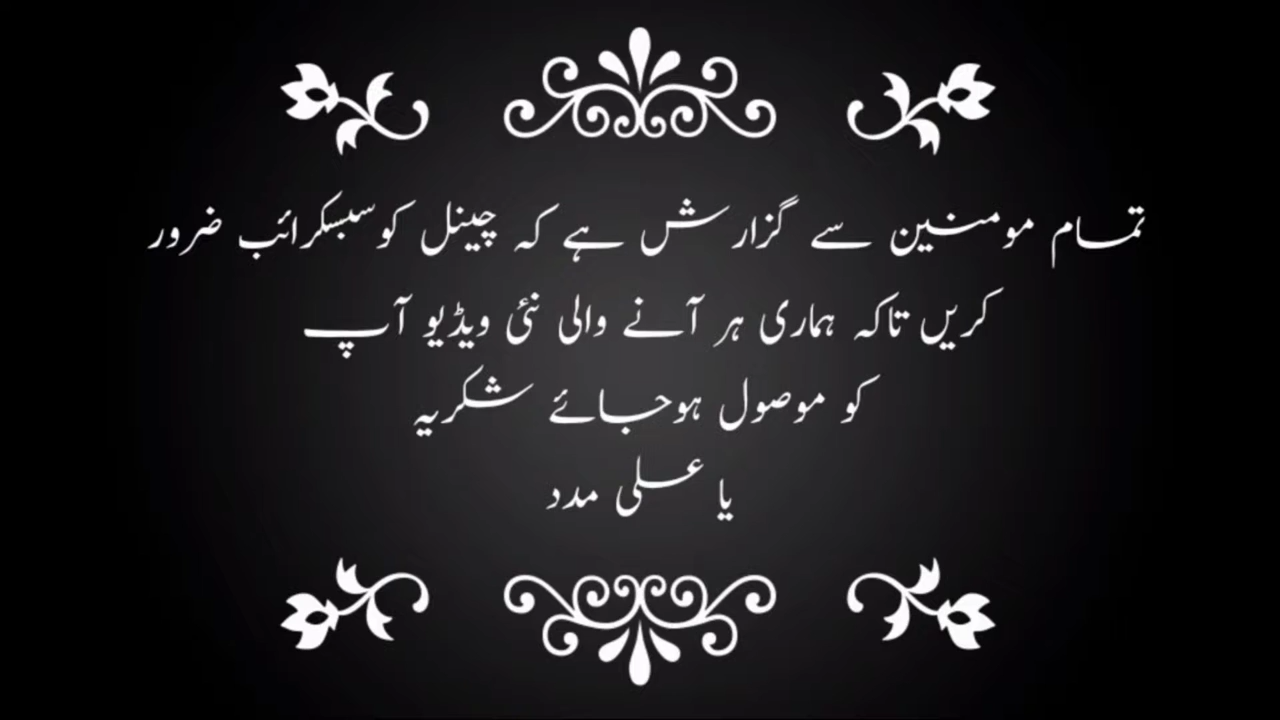 تمام مومنین سے گزارش ہے کہ چینل کو سبسکرائب ضرور
کریں تاکہ ہماری ہر آنے والی نئی ویڈیو آپ
کو موصول ہوجائے شکریہ
یا علی مدد